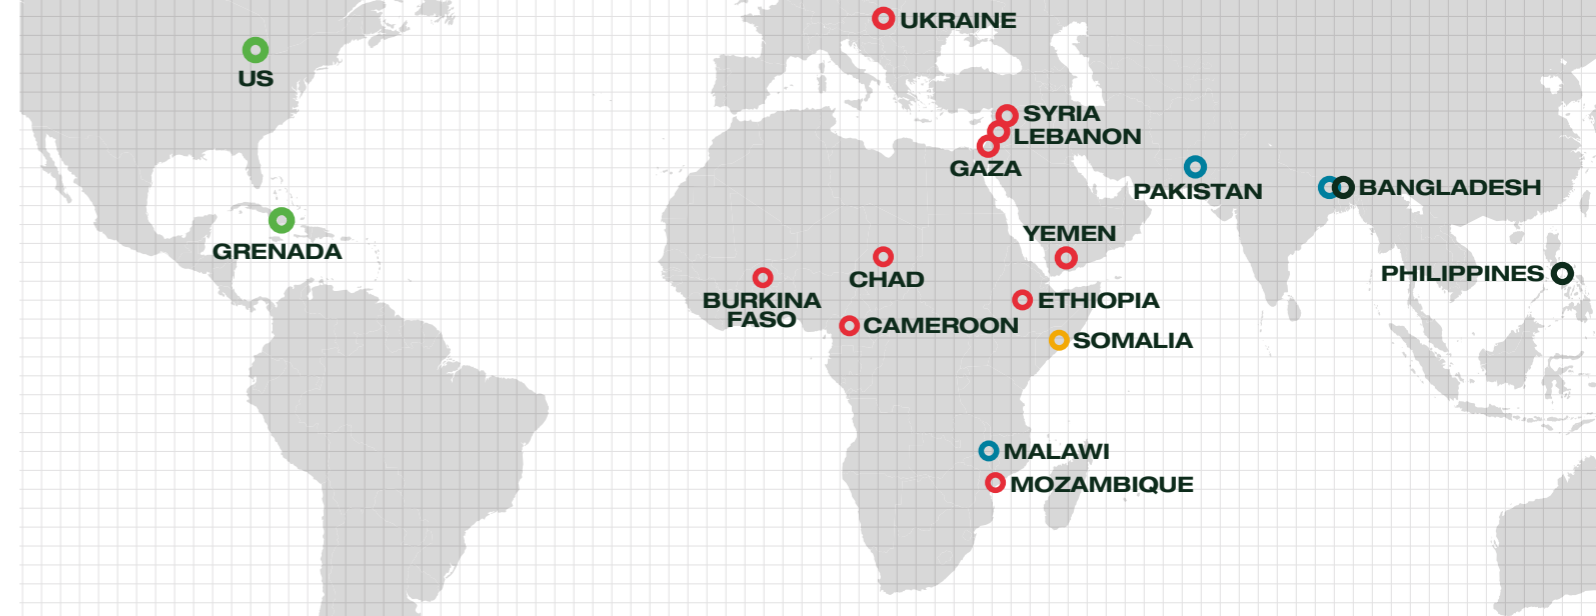 UKRAINE
US
SYRIA
LEBANON
GAZA
PAKISTAN
BANGLADESH
YEMEN
GRENADA
PHILIPPINES
CHAD
BURKINA
FASO
ETHIOPIA
CAMEROON
SOMALIA
MALAWI
MOZAMBIQUE